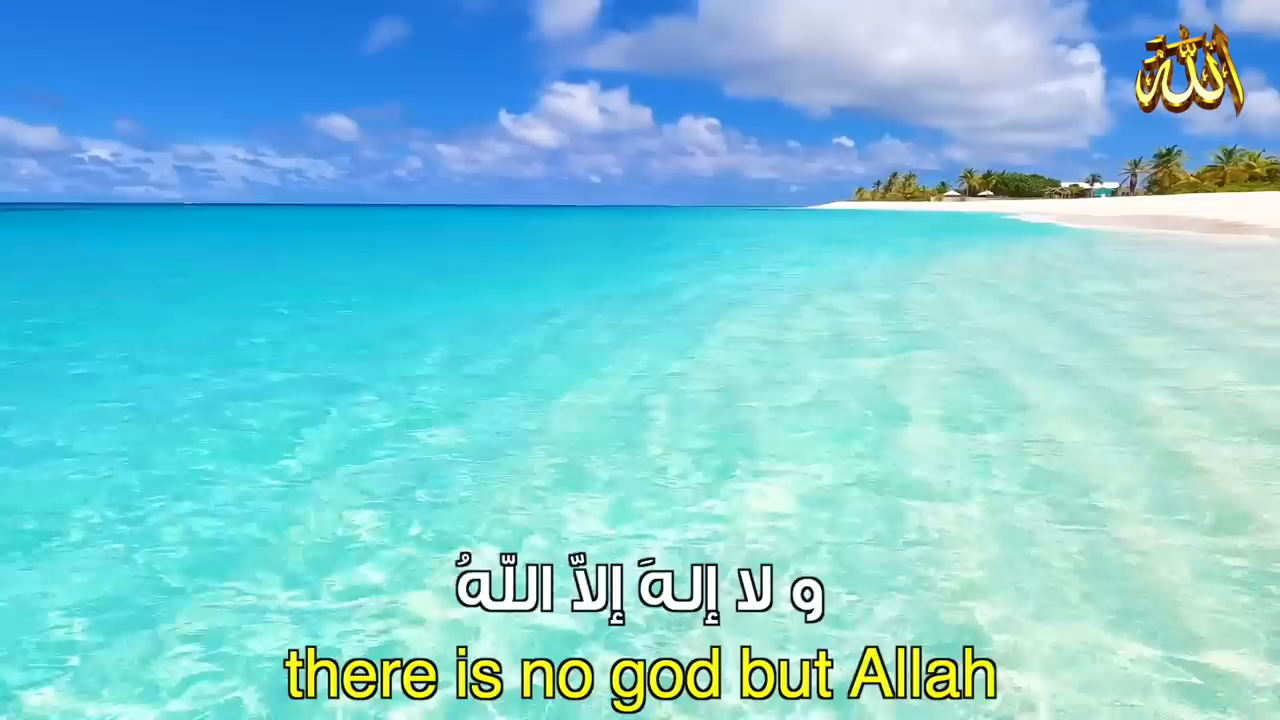 الله
و لا إلهَ إلاّ اللّهُ
there is no god but Allah